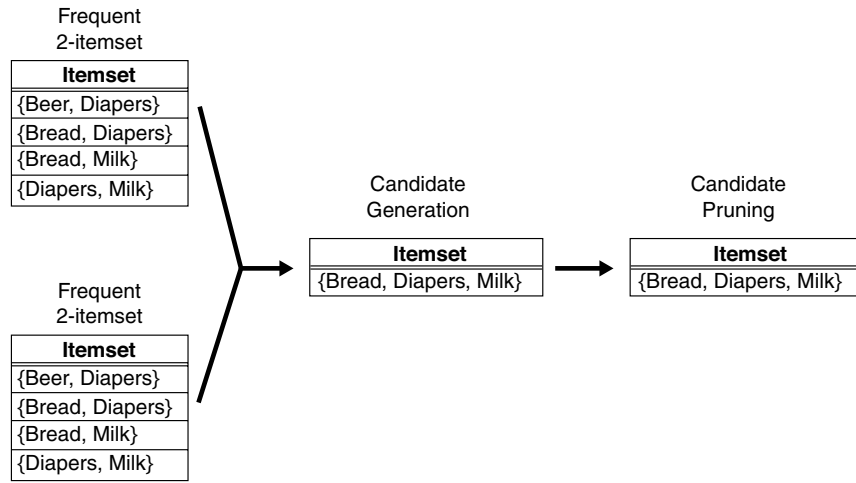 Frequent
2-itemset
Itemset
{Beer, Diapers}
{Bread, Diapers}
{Bread, Milk}
{Diapers, Milk}
Candidate
Generation
Itemset
{Bread, Diapers, Milk}
Candidate
Pruning
Itemset
{Bread, Diapers, Milk}
Frequent
2-itemset
Itemset
{Beer, Diapers}
{Bread, Diapers}
{Bread, Milk}
{Diapers, Milk}